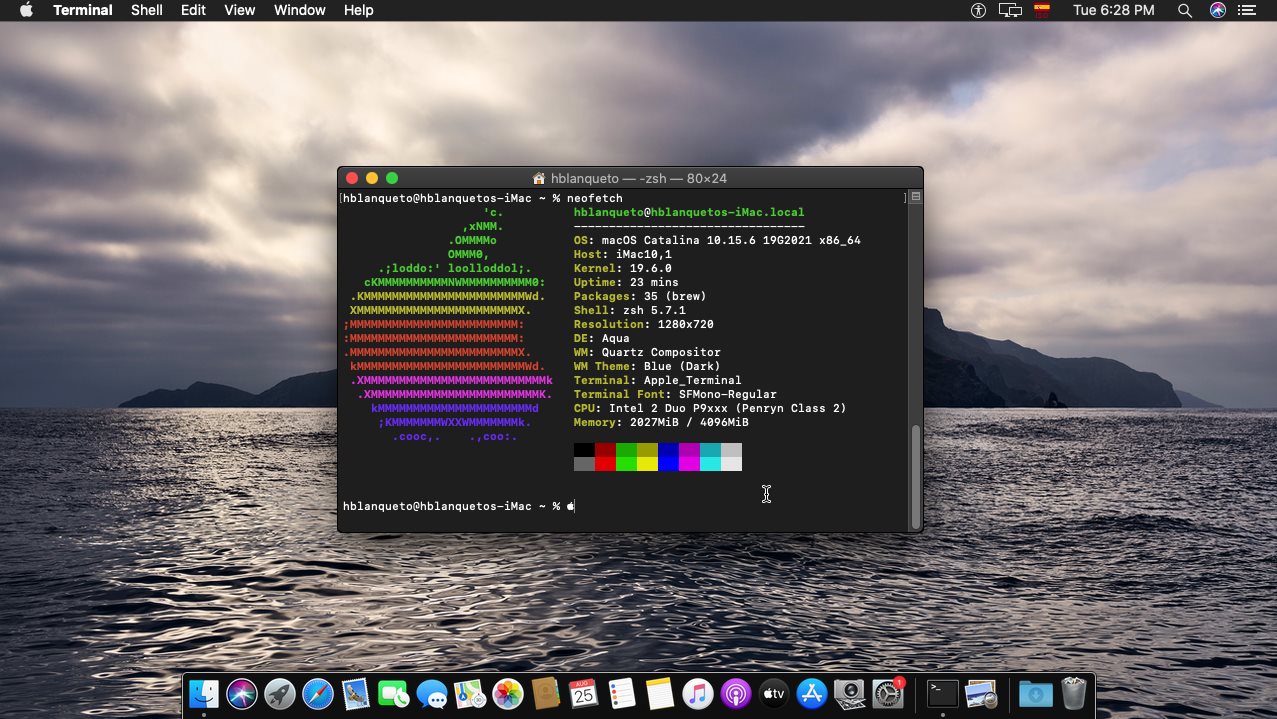 Terminal Shell Edit View Window Help
ISO
Tue 6:28 PM
hblanqueto — -zsh — 80×24
[hblanqueto@hblanquetos-iMac ~ % neofetch ]
'c.
,xNMM.
.OMMMMo
OMMM0,
.;loddo:' loolloddol;.
cKMMMMMMMMMMNWMMMMMMMMMM0:
.KMMMMMMMMMMMMMMMMMMMMMMMWd.
XMMMMMMMMMMMMMMMMMMMMMMMX.
;MMMMMMMMMMMMMMMMMMMMMMMM:
:MMMMMMMMMMMMMMMMMMMMMMMM:
.MMMMMMMMMMMMMMMMMMMMMMMMX.
kMMMMMMMMMMMMMMMMMMMMMMMMWd.
.XMMMMMMMMMMMMMMMMMMMMMMMMMMk
.XMMMMMMMMMMMMMMMMMMMMMMMMK.
kMMMMMMMMMMMMMMMMMMMMMMd
;KMMMMMMMWXXWMMMMMMMk.
.cooc,. .,coo:.
hblanqueto@hblanquetos-iMac.local
---------------------------------
OS: macOS Catalina 10.15.6 19G2021 x86_64
Host: iMac10,1
Kernel: 19.6.0
Uptime: 23 mins
Packages: 35 (brew)
Shell: zsh 5.7.1
Resolution: 1280x720
DE: Aqua
WM: Quartz Compositor
WM Theme: Blue (Dark)
Terminal: Apple_Terminal
Terminal Font: SFMono-Regular
CPU: Intel 2 Duo P9xxx (Penryn Class 2)
Memory: 2027MiB / 4096MiB
hblanqueto@hblanquetos-iMac ~ % 
AUG
25
tv
1
>_